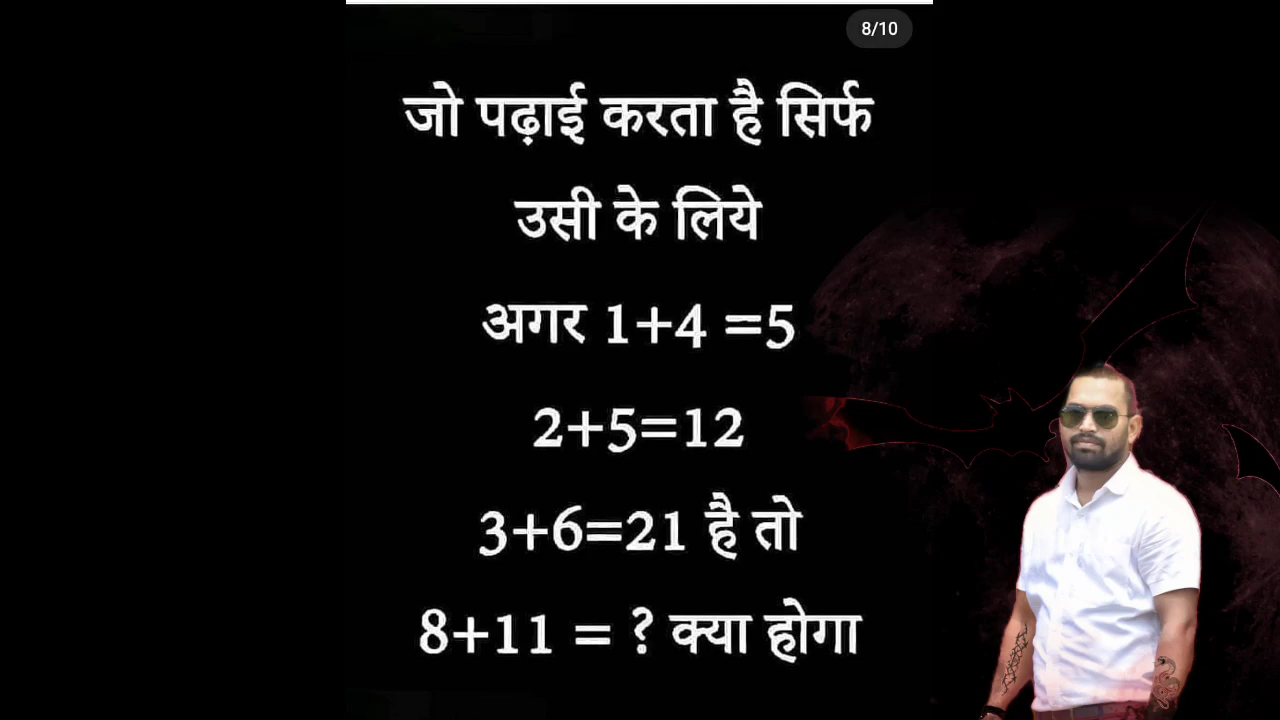 8/10
जो पढ़ाई करता है सिर्फ
उसी के लिये
अगर 1+4 =5
2+5=12
3+6=21 है तो
8+11 = ? क्या होगा